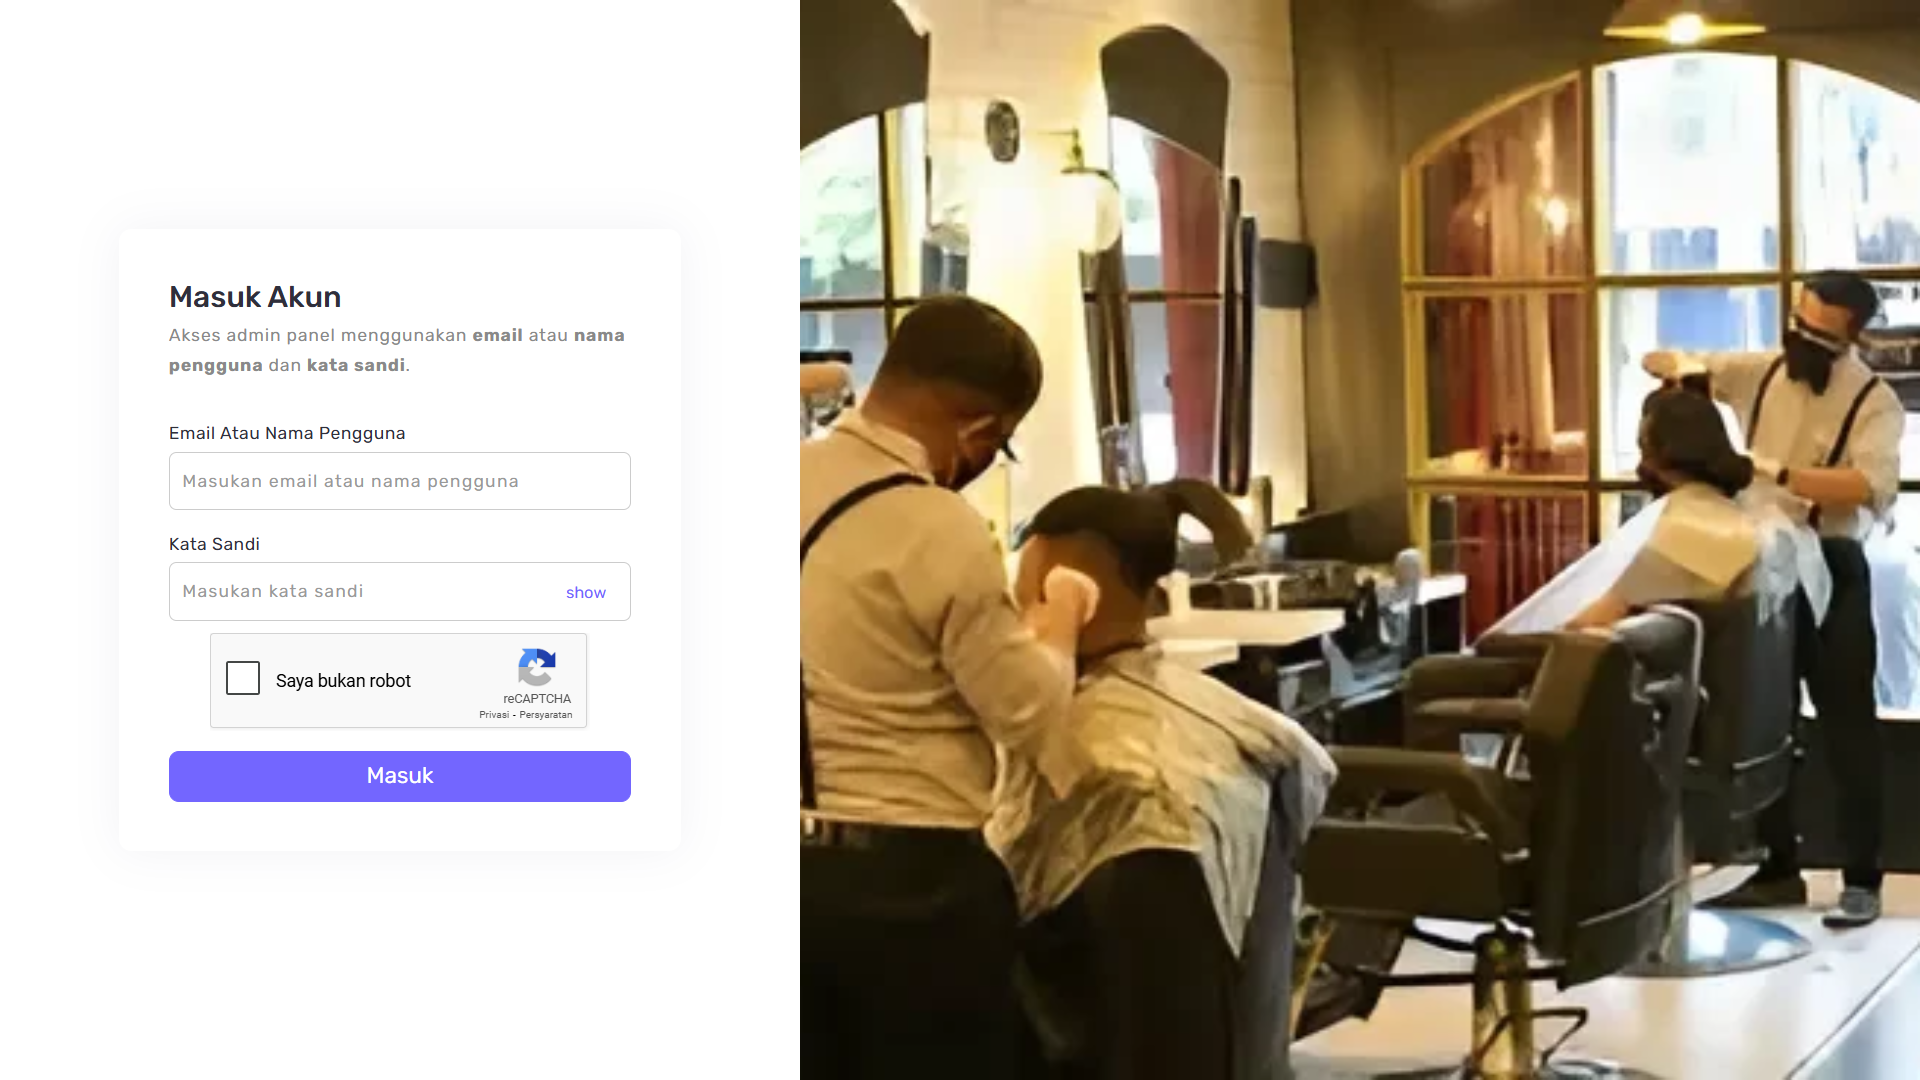 Masuk Akun
Akses admin panel menggunakan email atau nama
pengguna dan kata sandi.
Email Atau Nama Pengguna
Masukan email atau nama pengguna
Kata Sandi
Masukan kata sandi
show
Saya bukan robot
reCAPTCHA
Privasi - Persyaratan
Masuk